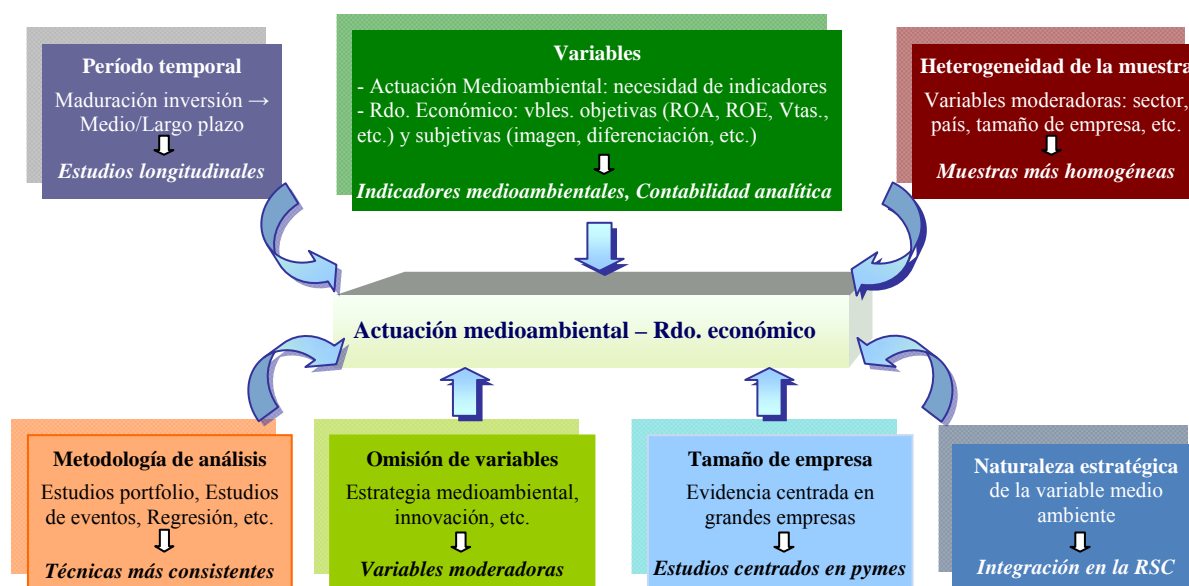 Período temporal
Maduración inversión →
Medio/Largo plazo
Estudios longitudinales
Variables
- Actuación Medioambiental: necesidad de indicadores
- Rdo. Económico: vbles. objetivas (ROA, ROE, Vtas.,
etc.) y subjetivas (imagen, diferenciación, etc.)
Indicadores medioambientales, Contabilidad analítica
Heterogeneidad de la muestra
Variables moderadoras: sector,
país, tamaño de empresa, etc.
Muestras más homogéneas
Actuación medioambiental – Rdo. económico
Metodología de análisis
Estudios portfolio, Estudios
de eventos, Regresión, etc.
Técnicas más consistentes
Omisión de variables
Estrategia medioambiental,
innovación, etc.
Variables moderadoras
Tamaño de empresa
Evidencia centrada en
grandes empresas
Estudios centrados en pymes
Naturaleza estratégica
de la variable medio
ambiente
Integración en la RSC